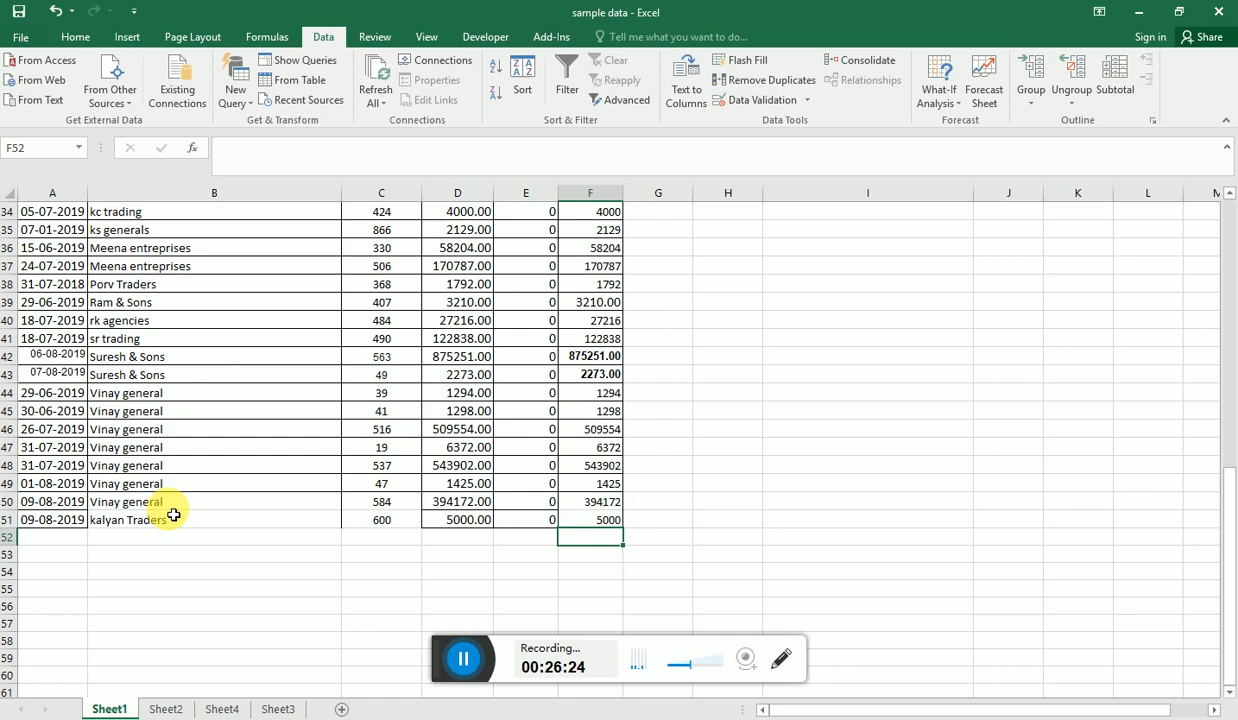 sample data - Excel
File Home Insert Page Layout Formulas Data Review View Developer Add-Ins Tell me what you want to do... Sign in Share
From Access
From Web
From Text
From Other Sources
Existing Connections
Get External Data
New Query
Show Queries
From Table
Recent Sources
Get & Transform
Refresh All
Connections
Properties
Edit Links
Connections
Sort
Filter
Clear
Reapply
Advanced
Sort & Filter
Text to Columns
Flash Fill
Remove Duplicates
Data Validation
Consolidate
Relationships
Data Tools
What-If Analysis
Forecast Sheet
Forecast
Group
Ungroup
Subtotal
Outline
F52 fx
A B C D E F G H I J K L M
34 05-07-2019 kc trading 424 4000.00 0 4000
35 07-01-2019 ks generals 866 2129.00 0 2129
36 15-06-2019 Meena entreprises 330 58204.00 0 58204
37 24-07-2019 Meena entreprises 506 170787.00 0 170787
38 31-07-2018 Porv Traders 368 1792.00 0 1792
39 29-06-2019 Ram & Sons 407 3210.00 0 3210.00
40 18-07-2019 rk agencies 484 27216.00 0 27216
41 18-07-2019 sr trading 490 122838.00 0 122838
42 06-08-2019 Suresh & Sons 563 875251.00 0 875251.00
43 07-08-2019 Suresh & Sons 49 2273.00 0 2273.00
44 29-06-2019 Vinay general 39 1294.00 0 1294
45 30-06-2019 Vinay general 41 1298.00 0 1298
46 26-07-2019 Vinay general 516 509554.00 0 509554
47 31-07-2019 Vinay general 19 6372.00 0 6372
48 31-07-2019 Vinay general 537 543902.00 0 543902
49 01-08-2019 Vinay general 47 1425.00 0 1425
50 09-08-2019 Vinay general 584 394172.00 0 394172
51 09-08-2019 kalyan Traders 600 5000.00 0 5000
52
53
54
55
56
57
58
59
60
61
Recording...
00:26:24
Sheet1 Sheet2 Sheet4 Sheet3